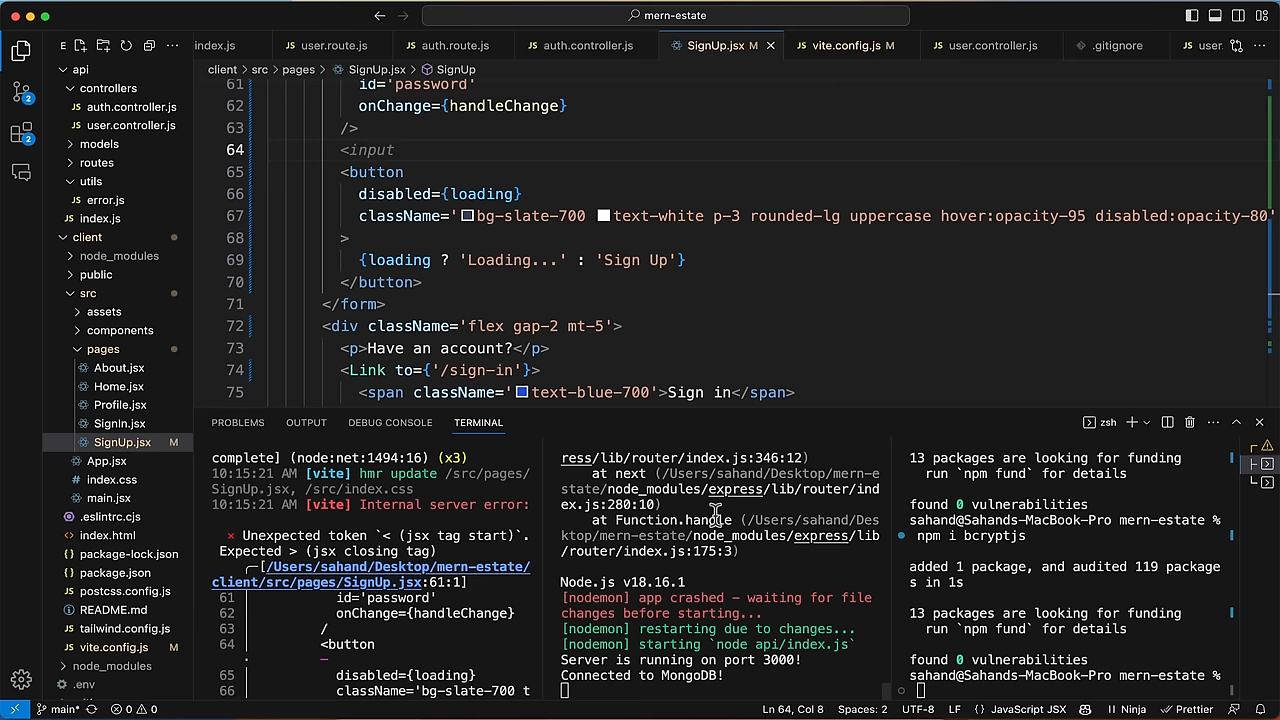 mern-estate
E
index.js
user.route.js
auth.route.js
auth.controller.js
SignUp.jsx M
vite.config.js M
user.controller.js
.gitignore
user
client > src > pages > SignUp.jsx > SignUp
api
controllers
auth.controller.js
user.controller.js
models
routes
utils
error.js
index.js
client
node_modules
public
src
assets
components
pages
About.jsx
Home.jsx
Profile.jsx
SignIn.jsx
SignUp.jsx M
App.jsx
index.css
main.jsx
.eslintrc.cjs
index.html
package-lock.json
package.json
postcss.config.js
README.md
tailwind.config.js
vite.config.js M
node_modules
.env
2
2
61 id='password'
62 onChange={handleChange}
63 />
64 <input
65 <button
66 disabled={loading}
67 className='bg-slate-700 text-white p-3 rounded-lg uppercase hover:opacity-95 disabled:opacity-80'
68 >
69 {loading ? 'Loading...' : 'Sign Up'}
70 </button>
71 </form>
72 <div className='flex gap-2 mt-5'>
73 <p>Have an account?</p>
74 <Link to={'/sign-in'}>
75 <span className='text-blue-700'>Sign in</span>
PROBLEMS OUTPUT DEBUG CONSOLE TERMINAL
zsh
complete] (node:net:1494:16) (x3)
10:15:21 AM [vite] hmr update /src/pages/
SignUp.jsx, /src/index.css
10:15:21 AM [vite] Internal server error:
× Unexpected token `< (jsx tag start)`.
Expected > (jsx closing tag)
[/Users/sahand/Desktop/mern-estate/
client/src/pages/SignUp.jsx:61:1]
61 id='password'
62 onChange={handleChange}
63 /
64 <button
65 disabled={loading}
66 className='bg-slate-700 t
ress/lib/router/index.js:346:12)
at next (/Users/sahand/Desktop/mern-e
state/node_modules/express/lib/router/ind
ex.js:280:10)
at Function.handle (/Users/sahand/Des
ktop/mern-estate/node_modules/express/lib
/router/index.js:175:3)
Node.js v18.16.1
[nodemon] app crashed - waiting for file
changes before starting...
[nodemon] restarting due to changes...
[nodemon] starting `node api/index.js`
Server is running on port 3000!
Connected to MongoDB!
13 packages are looking for funding
run `npm fund` for details
found 0 vulnerabilities
sahand@Sahands-MacBook-Pro mern-estate %
npm i bcryptjs
added 1 package, and audited 119 package
s in 1s
13 packages are looking for funding
run `npm fund` for details
found 0 vulnerabilities
sahand@Sahands-MacBook-Pro mern-estate %
main* 0 0 Ln 64, Col 8 Spaces: 2 UTF-8 LF {} JavaScript JSX Ninja Prettier